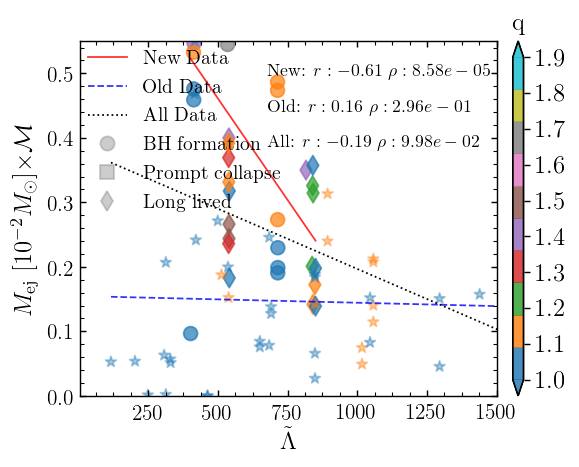 q
New Data
Old Data
All Data
BH formation
Prompt collapse
Long lived
New: r : −0.61 ρ : 8.58e − 05
Old: r : 0.16 ρ : 2.96e − 01
All: r : −0.19 ρ : 9.98e − 02
0.5
0.4
0.3
0.2
0.1
0.0
M_ej [10^{−2} M_⊙]×ℳ
250 500 750 1000 1250 1500
Λ̃
1.9
1.8
1.7
1.6
1.5
1.4
1.3
1.2
1.1
1.0